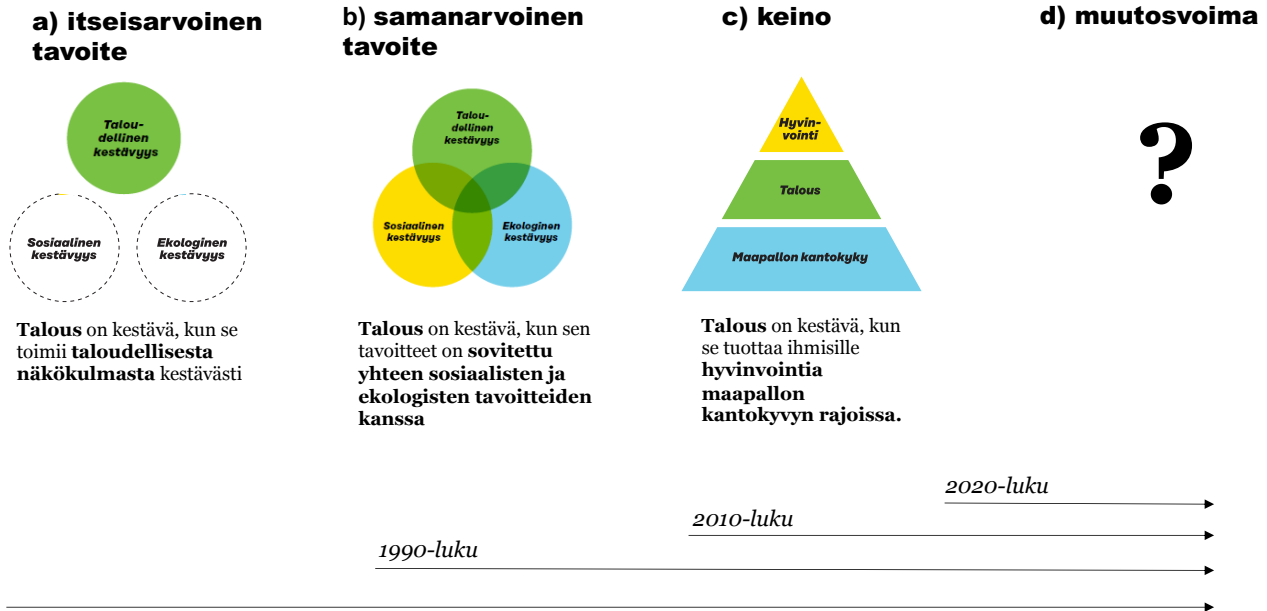 a) itseisarvoinen
tavoite
Talou-
dellinen
kestävyys
Sosiaalinen
kestävyys
Ekologinen
kestävyys
Talous on kestävä, kun se
toimii taloudellisesta
näkökulmasta kestävästi
b) samanarvoinen
tavoite
Talou-
dellinen
kestävyys
Sosiaalinen
kestävyys
Ekologinen
kestävyys
Talous on kestävä, kun sen
tavoitteet on sovitettu
yhteen sosiaalisten ja
ekologisten tavoitteiden
kanssa
c) keino
Hyvin-
vointi
Talous
Maapallon kantokyky
Talous on kestävä, kun
se tuottaa ihmisille
hyvinvointia
maapallon
kantokyvyn rajoissa.
d) muutosvoima
?
2020-luku
2010-luku
1990-luku